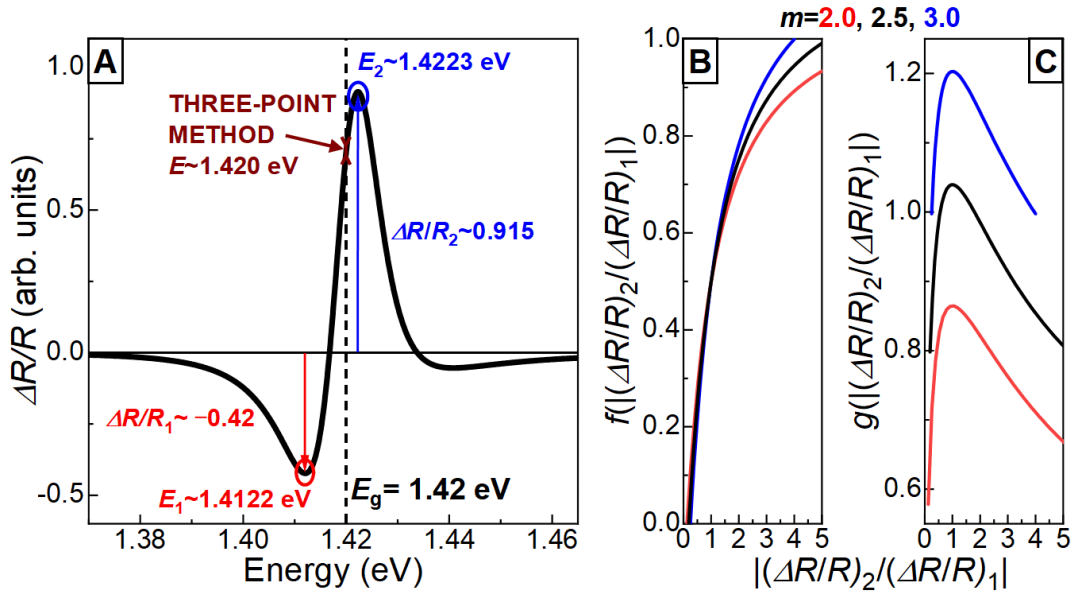 m=2.0, 2.5, 3.0
A
E₂~1.4223 eV
THREE-POINT
METHOD
E~1.420 eV
ΔR/R₂~0.915
ΔR/R₁~ −0.42
E₁~1.4122 eV
E_g= 1.42 eV
1.0
0.5
0.0
-0.5
ΔR/R (arb. units)
1.38 1.40 1.42 1.44 1.46
Energy (eV)
B
1.0
0.8
0.6
0.4
0.2
0.0
f(|(ΔR/R)₂/(ΔR/R)₁|)
0 1 2 3 4 5
C
1.2
1.0
0.8
0.6
g(|(ΔR/R)₂/(ΔR/R)₁|)
0 1 2 3 4 5
|(ΔR/R)₂/(ΔR/R)₁|